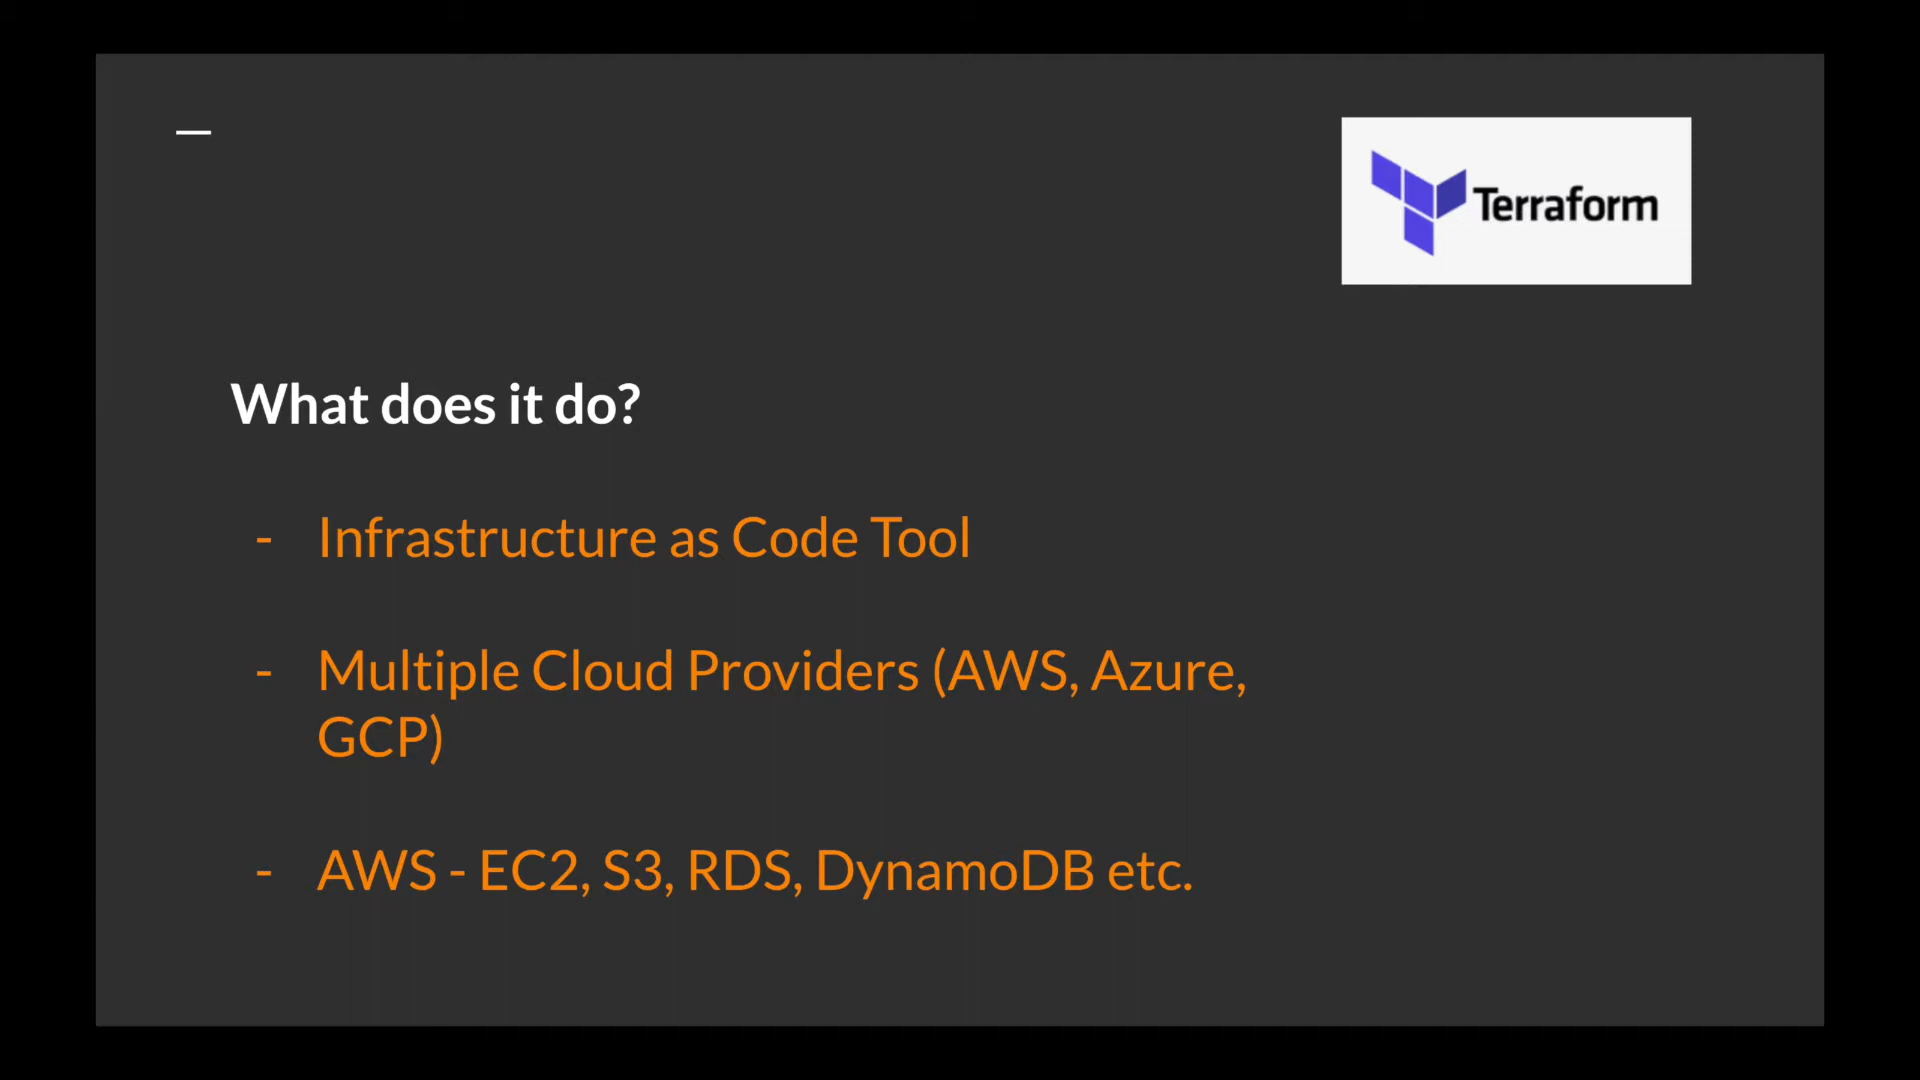 Terraform
What does it do?
- Infrastructure as Code Tool
- Multiple Cloud Providers (AWS, Azure,
GCP)
- AWS - EC2, S3, RDS, DynamoDB etc.